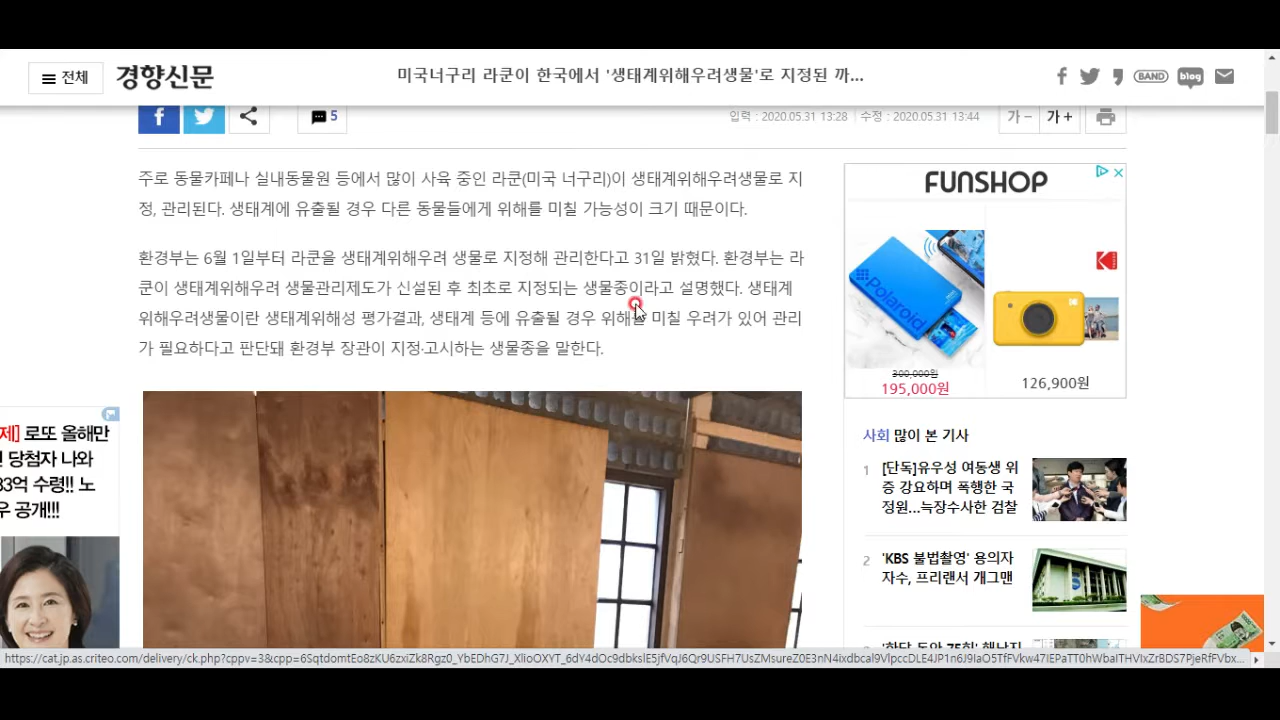 전체
경향신문
미국너구리 라쿤이 한국에서 '생태계위해우려생물'로 지정된 까...
BAND
blog
5
입력 : 2020.05.31 13:28 | 수정 : 2020.05.31 13:44
가 − 가 +
주로 동물카페나 실내동물원 등에서 많이 사육 중인 라쿤(미국 너구리)이 생태계위해우려생물로 지
정, 관리된다. 생태계에 유출될 경우 다른 동물들에게 위해를 미칠 가능성이 크기 때문이다.
환경부는 6월 1일부터 라쿤을 생태계위해우려 생물로 지정해 관리한다고 31일 밝혔다. 환경부는 라
쿤이 생태계위해우려 생물관리제도가 신설된 후 최초로 지정되는 생물종이라고 설명했다. 생태계
위해우려생물이란 생태계위해성 평가결과, 생태계 등에 유출될 경우 위해를 미칠 우려가 있어 관리
가 필요하다고 판단돼 환경부 장관이 지정·고시하는 생물종을 말한다.
FUNSHOP
Polaroid
300,000원
195,000원
126,900원
사회 많이 본 기사
1 [단독]유우성 여동생 위
증 강요하며 폭행한 국
정원...늑장수사한 검찰
2 'KBS 불법촬영' 용의자
자수, 프리랜서 개그맨
제] 로또 올해만
당첨자 나와
33억 수령!! 노
우 공개!!!